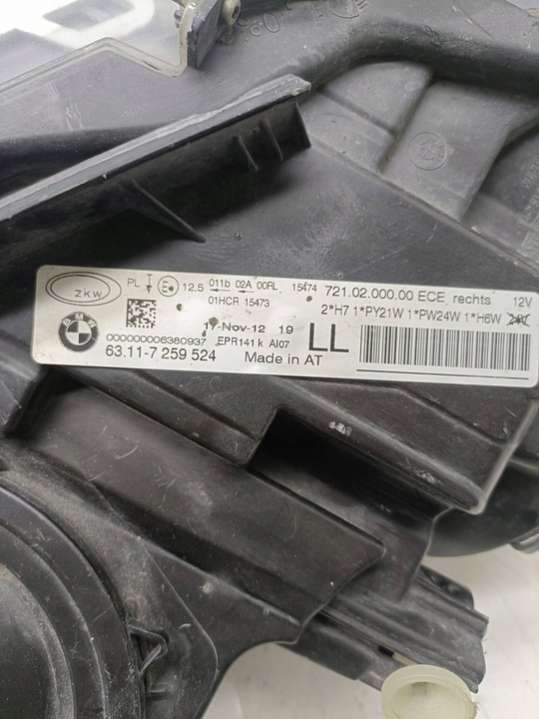 ZKW PL 12.5 011b 02A 00RL 15474 721.02.000.00 ECE rechts 12V
01HCR 15473 2*H7 1*PY21W 1*PW24W 1*H6W
BMW 17-Nov-12 19 LL
000000006380937 EPR141 k AI07
63.11-7 259 524 Made in AT